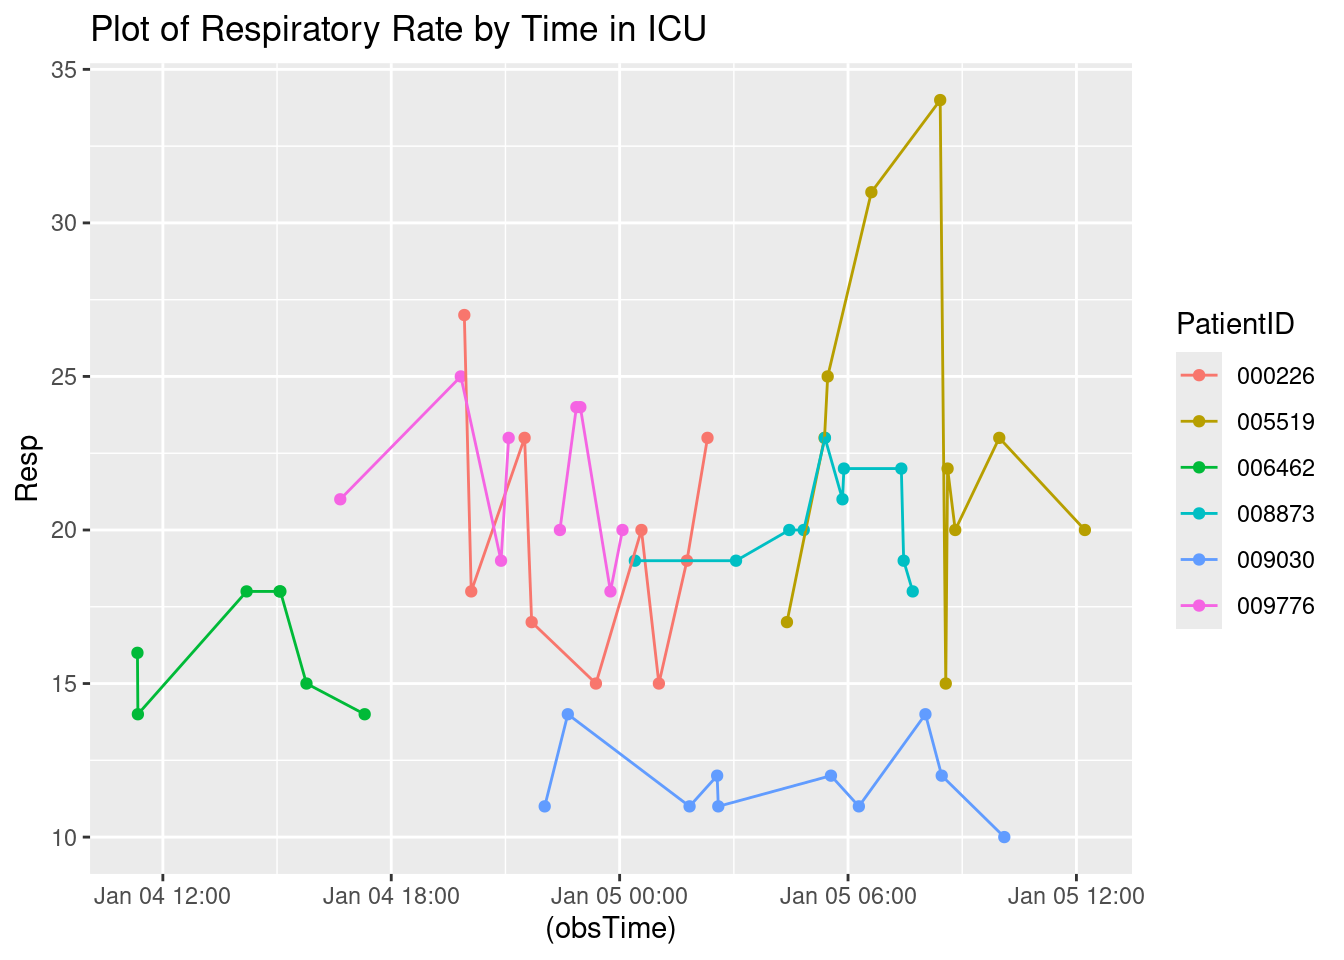 Plot of Respiratory Rate by Time in ICU
35
30
25
20
15
10
Resp
Jan 04 12:00
Jan 04 18:00
Jan 05 00:00
Jan 05 06:00
Jan 05 12:00
(obsTime)
PatientID
000226
005519
006462
008873
009030
009776